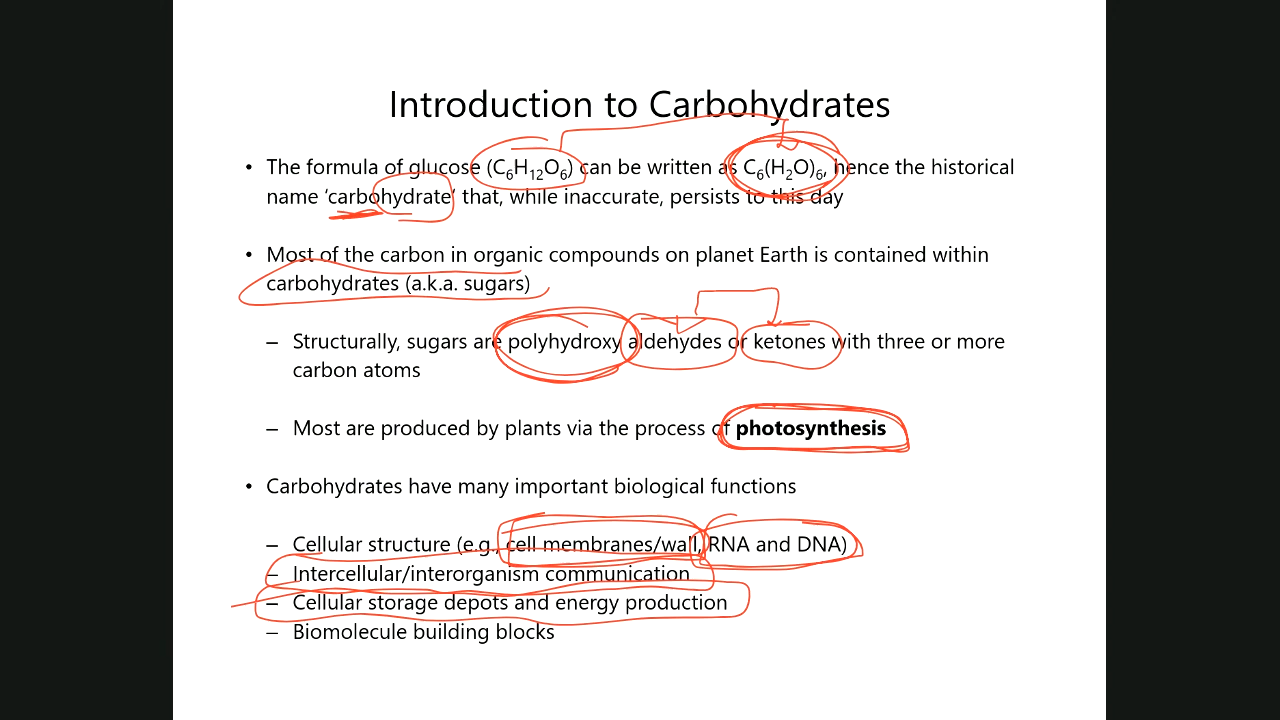 Introduction to Carbohydrates
• The formula of glucose (C₆H₁₂O₆) can be written as C₆(H₂O)₆, hence the historical
name ‘carbohydrate’ that, while inaccurate, persists to this day
• Most of the carbon in organic compounds on planet Earth is contained within
carbohydrates (a.k.a. sugars)
– Structurally, sugars are polyhydroxy aldehydes or ketones with three or more
carbon atoms
– Most are produced by plants via the process of photosynthesis
• Carbohydrates have many important biological functions
– Cellular structure (e.g., cell membranes/wall, RNA and DNA)
– Intercellular/interorganism communication
– Cellular storage depots and energy production
– Biomolecule building blocks